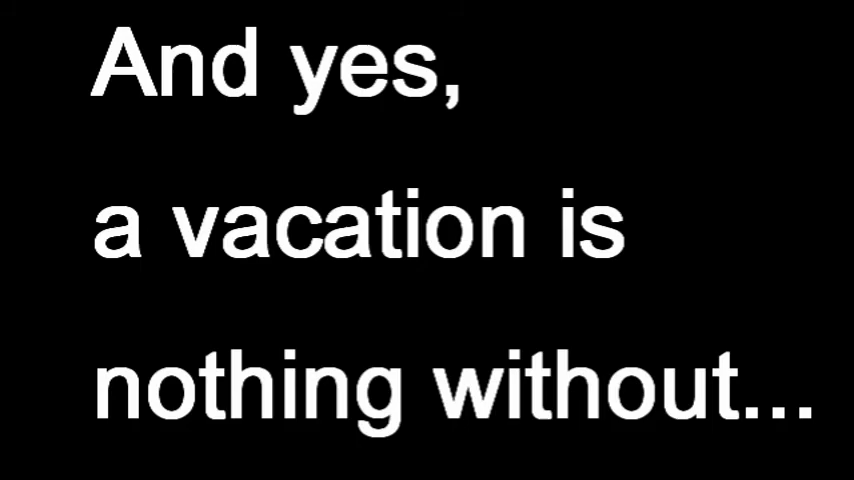 And yes,
a vacation is
nothing without...